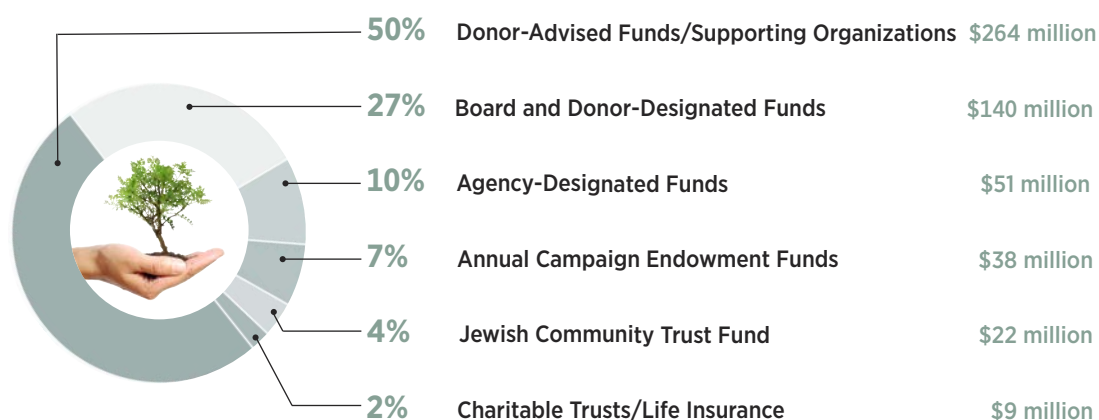 50% Donor-Advised Funds/Supporting Organizations $264 million
27% Board and Donor-Designated Funds $140 million
10% Agency-Designated Funds $51 million
7% Annual Campaign Endowment Funds $38 million
4% Jewish Community Trust Fund $22 million
2% Charitable Trusts/Life Insurance $9 million